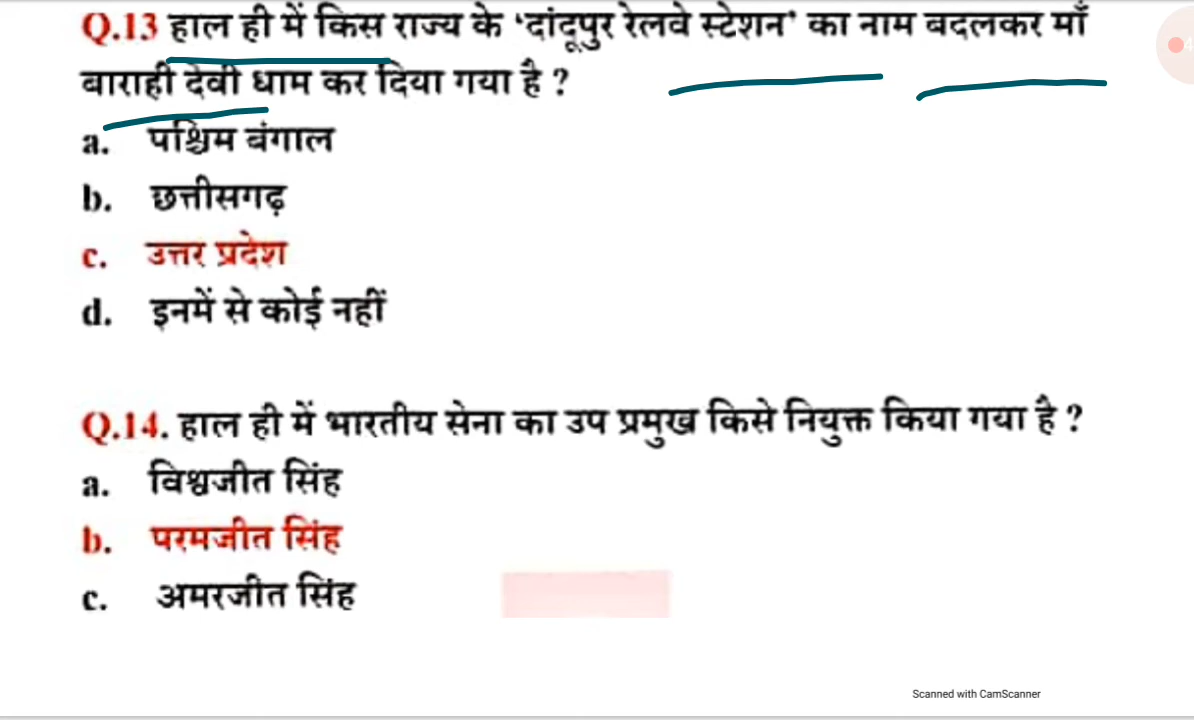 Q.13 हाल ही में किस राज्य के 'दांदूपुर रेलवे स्टेशन' का नाम बदलकर माँ
बाराही देवी धाम कर दिया गया है ?
a. पश्चिम बंगाल
b. छत्तीसगढ़
c. उत्तर प्रदेश
d. इनमें से कोई नहीं
Q.14. हाल ही में भारतीय सेना का उप प्रमुख किसे नियुक्त किया गया है ?
a. विश्वजीत सिंह
b. परमजीत सिंह
c. अमरजीत सिंह
Scanned with CamScanner